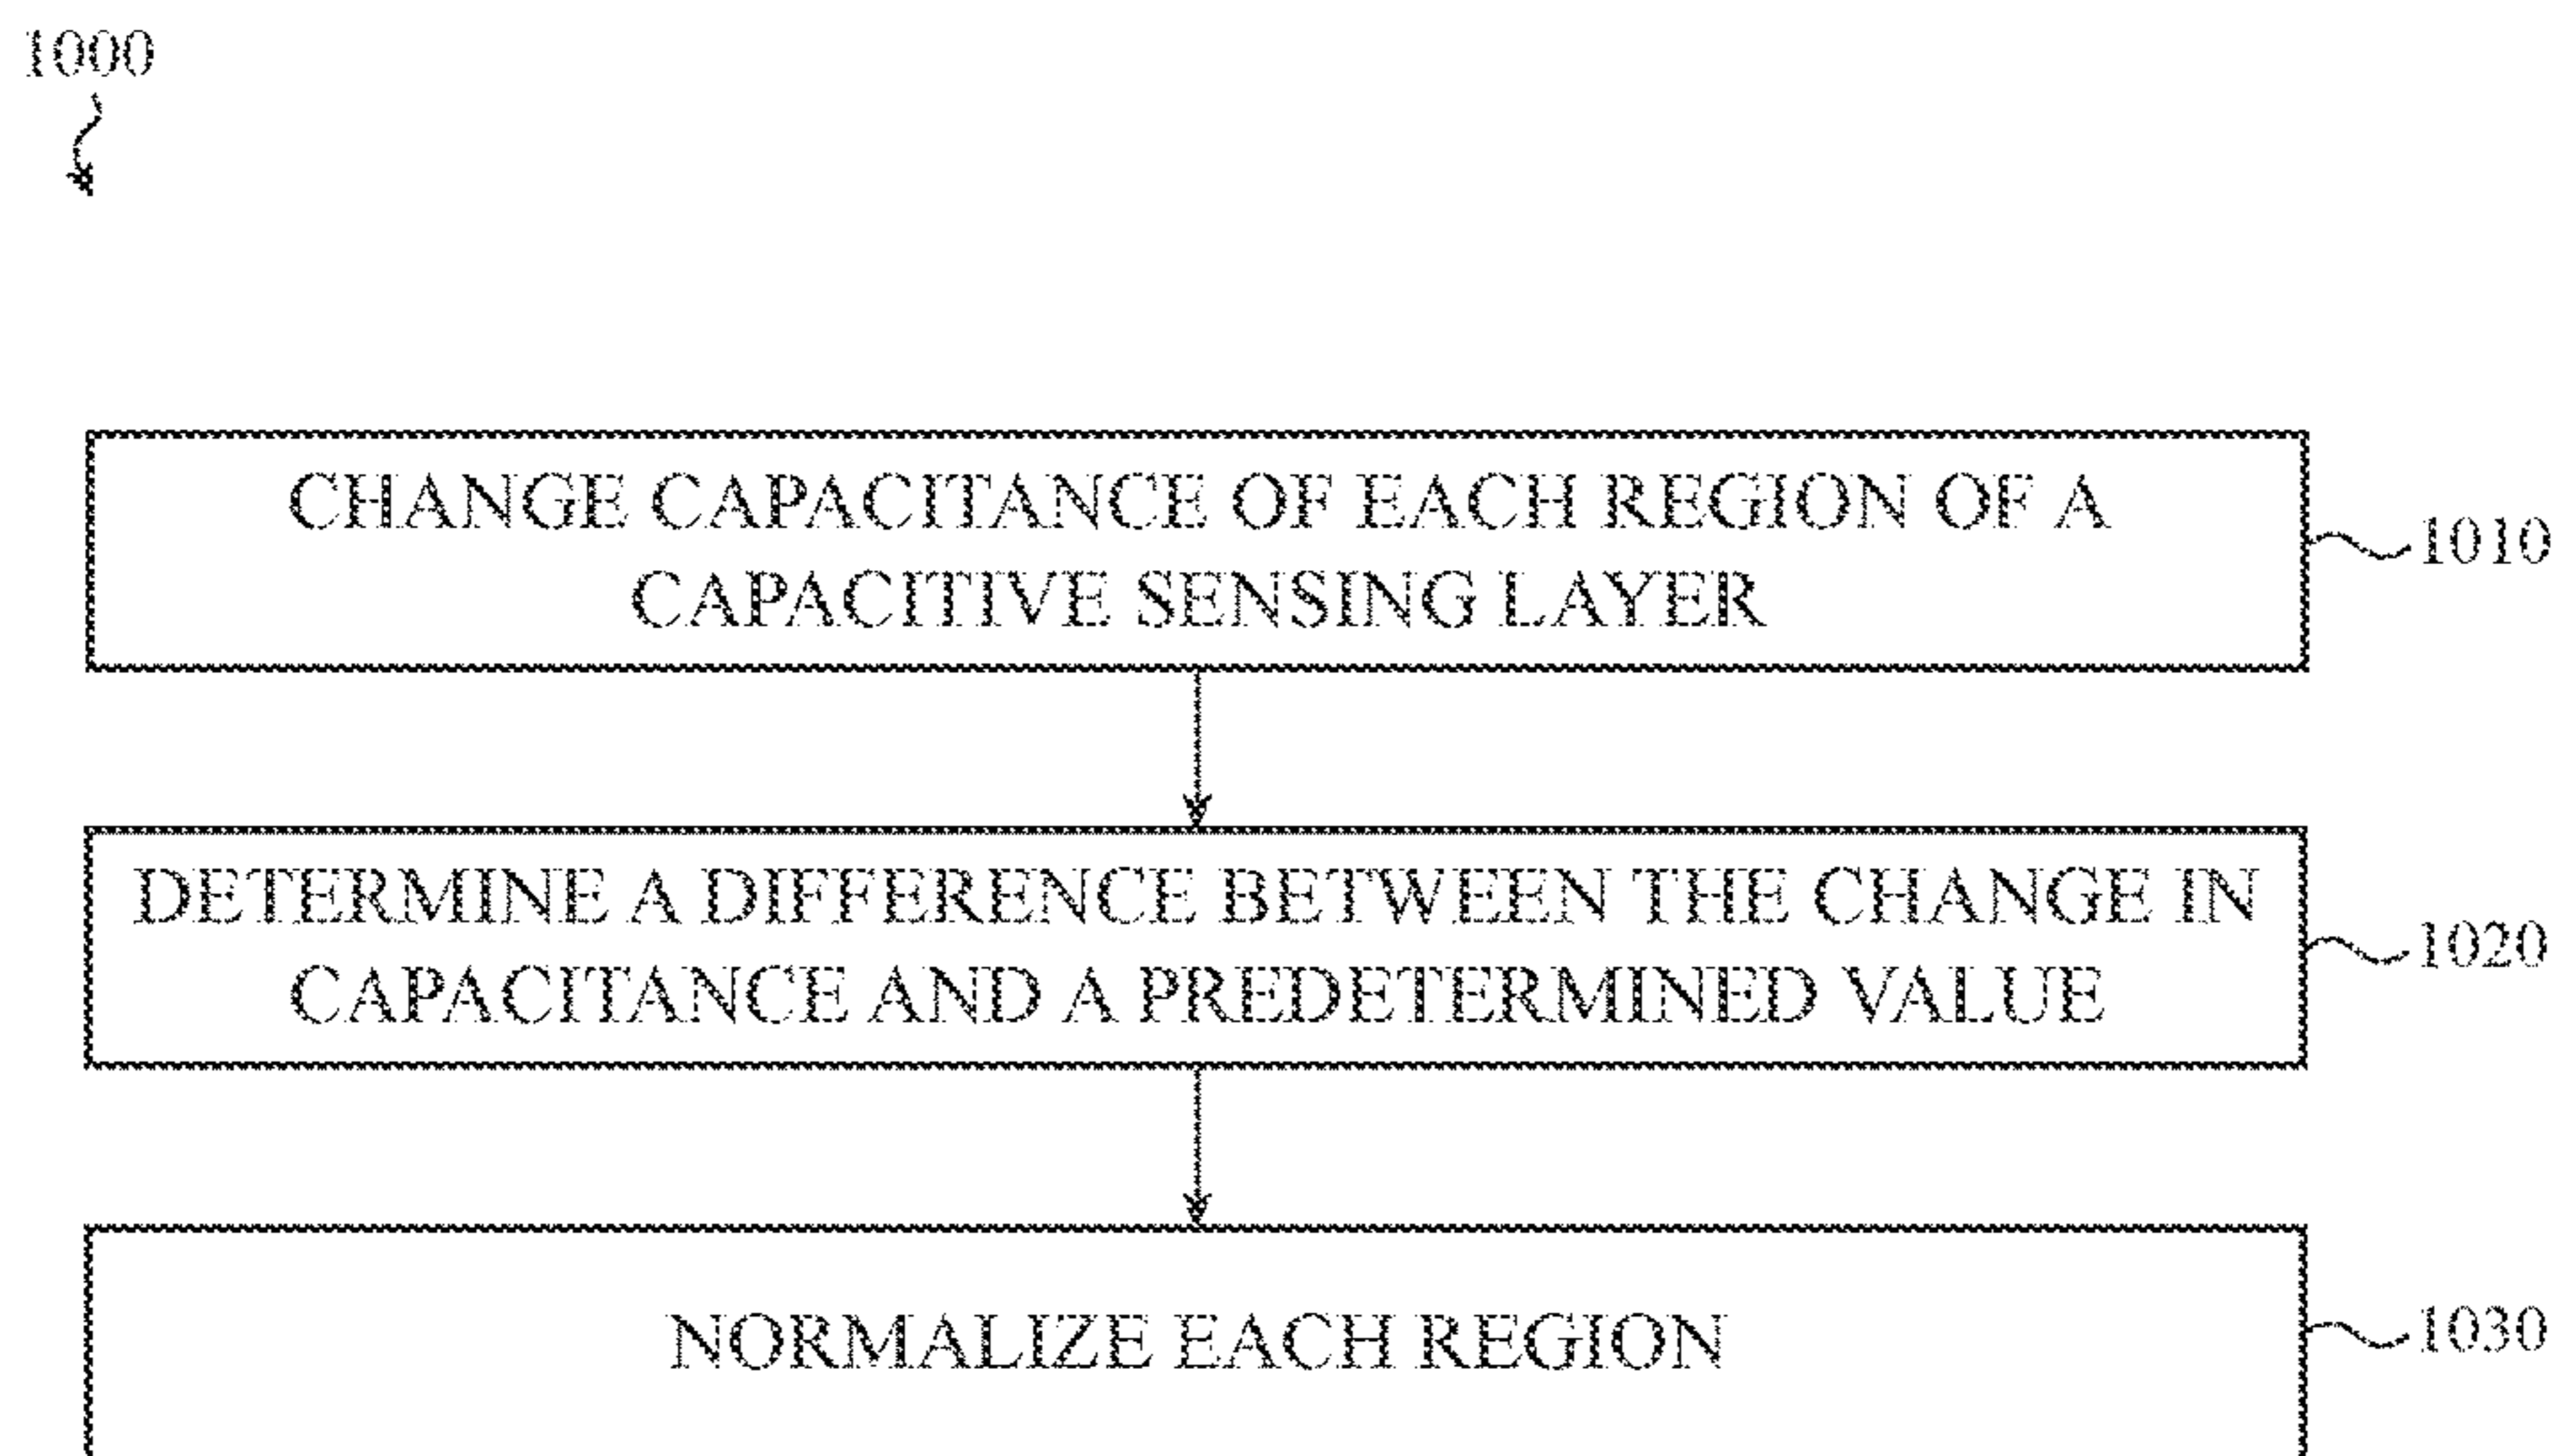 1000
CHANGE CAPACITANCE OF EACH REGION OF A
CAPACITIVE SENSING LAYER
1010
DETERMINE A DIFFERENCE BETWEEN THE CHANGE IN
CAPACITANCE AND A PREDETERMINED VALUE
1020
NORMALIZE EACH REGION
1030